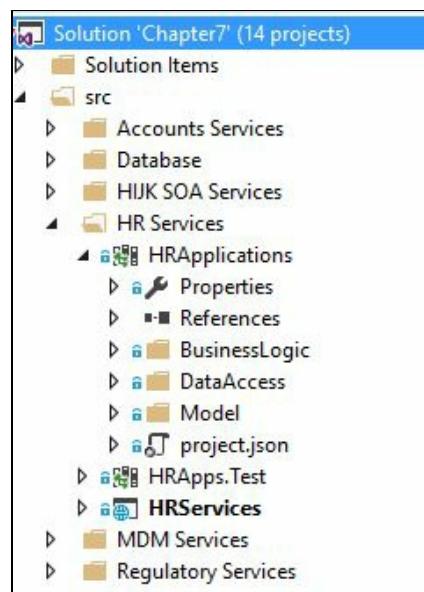 Solution 'Chapter7' (14 projects)
Solution Items
src
Accounts Services
Database
HIJK SOA Services
HR Services
HRApplications
Properties
References
BusinessLogic
DataAccess
Model
project.json
HRApps.Test
HRServices
MDM Services
Regulatory Services